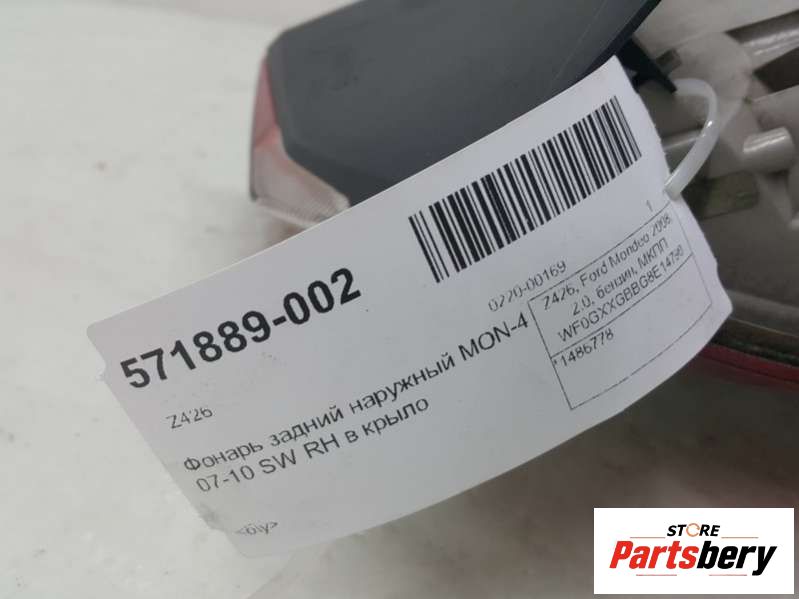 571889-002
0220-00169
1
Z426
Фонарь задний наружный MON-4
07-10 SW RH в крыло
Z426, Ford Mondeo 2008
2.0, бензин, МКПП
WF0GXXGBBG8E14798
*1486778
<б\у>
STORE
Partsbery